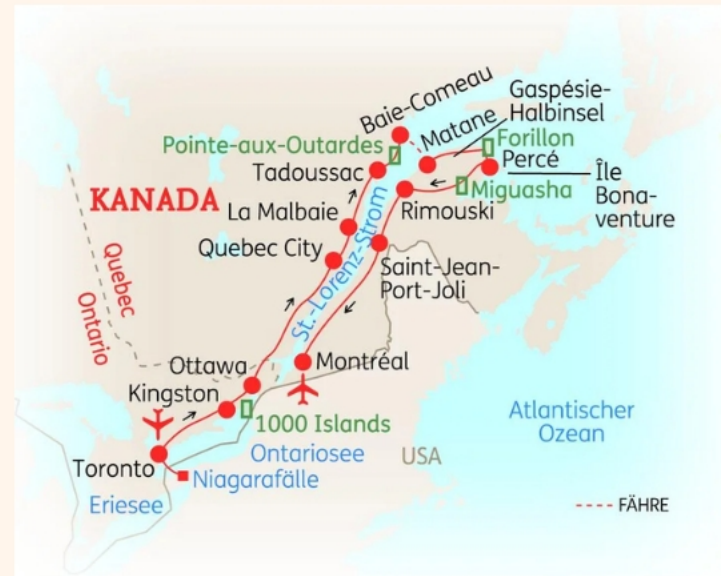 Baie-Comeau
Gaspésie-
Halbinsel
Matane
Forillon
Pointe-aux-Outardes
Percé
Tadoussac
Île
Bona-
venture
Miguasha
KANADA
La Malbaie
Rimouski
Quebec City
St.-Lorenz-Strom
Saint-Jean-
Port-Joli
Quebec
Ontario
Ottawa
Montréal
Kingston
1000 Islands
Atlantischer
Ozean
Ontariosee
USA
Toronto
Niagarafälle
Eriesee
FÄHRE